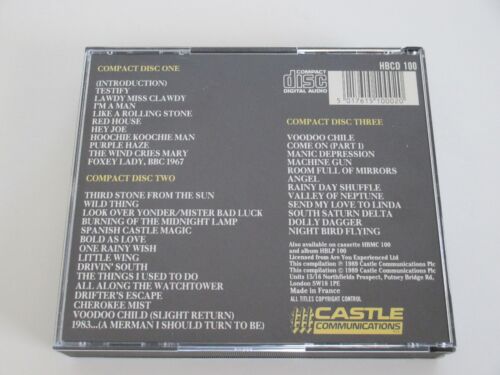 COMPACT DISC ONE
(INTRODUCTION)
TESTIFY
LAWDY MISS CLAWDY
I'M A MAN
LIKE A ROLLING STONE
RED HOUSE
HEY JOE
HOOCHIE KOOCHIE MAN
PURPLE HAZE
THE WIND CRIES MARY
FOXEY LADY, BBC 1967
COMPACT DISC TWO
THIRD STONE FROM THE SUN
WILD THING
LOOK OVER YONDER/MISTER BAD LUCK
BURNING OF THE MIDNIGHT LAMP
SPANISH CASTLE MAGIC
BOLD AS LOVE
ONE RAINY WISH
LITTLE WING
DRIVIN' SOUTH
THE THINGS I USED TO DO
ALL ALONG THE WATCHTOWER
DRIFTER'S ESCAPE
CHEROKEE MIST
VOODOO CHILD (SLIGHT RETURN)
1983...(A MERMAN I SHOULD TURN TO BE)
COMPACT
disc
DIGITAL AUDIO
HBCD 100
5 017615 100020
COMPACT DISC THREE
VOODOO CHILE
COME ON (PART 1)
MANIC DEPRESSION
MACHINE GUN
ROOM FULL OF MIRRORS
ANGEL
RAINY DAY SHUFFLE
VALLEY OF NEPTUNE
SEND MY LOVE TO LINDA
SOUTH SATURN DELTA
DOLLY DAGGER
NIGHT BIRD FLYING
Also available on cassette HBMC 100
and album HBLP 100
Licensed from Are You Experienced Ltd
This compilation ℗ 1989 Castle Communications Plc
This compilation © 1989 Castle Communications Plc
Units 13/16 Northfields Prospect, Putney Bridge Rd,
London SW18 1PE
Made in France
ALL TITLES COPYRIGHT CONTROL
CASTLE
COMMUNICATIONS